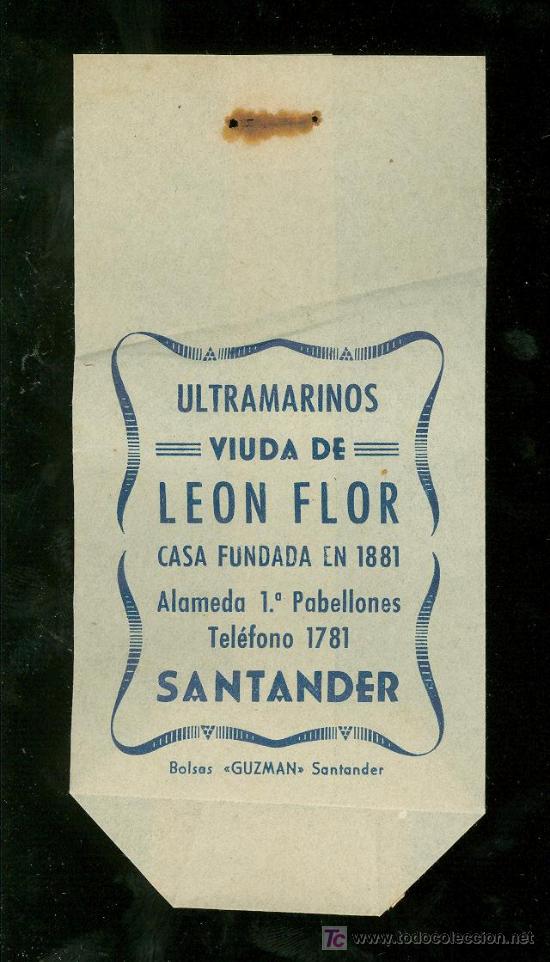 ULTRAMARINOS
VIUDA DE
LEON FLOR
CASA FUNDADA EN 1881
Alameda 1.ª Pabellones
Teléfono 1781
SANTANDER
Bolsas «GUZMAN» Santander
TC www.todocoleccion.net